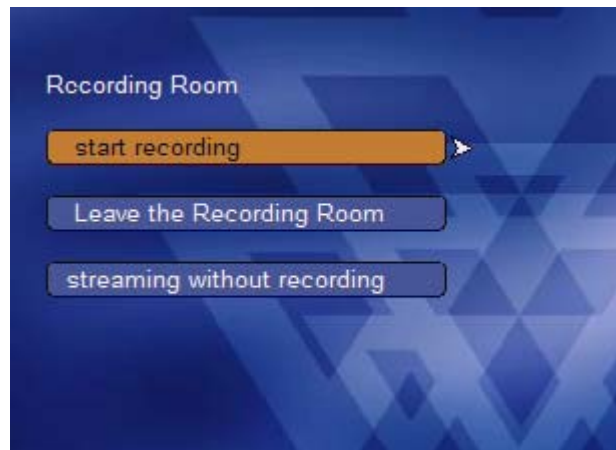 Recording Room
start recording
Leave the Recording Room
streaming without recording